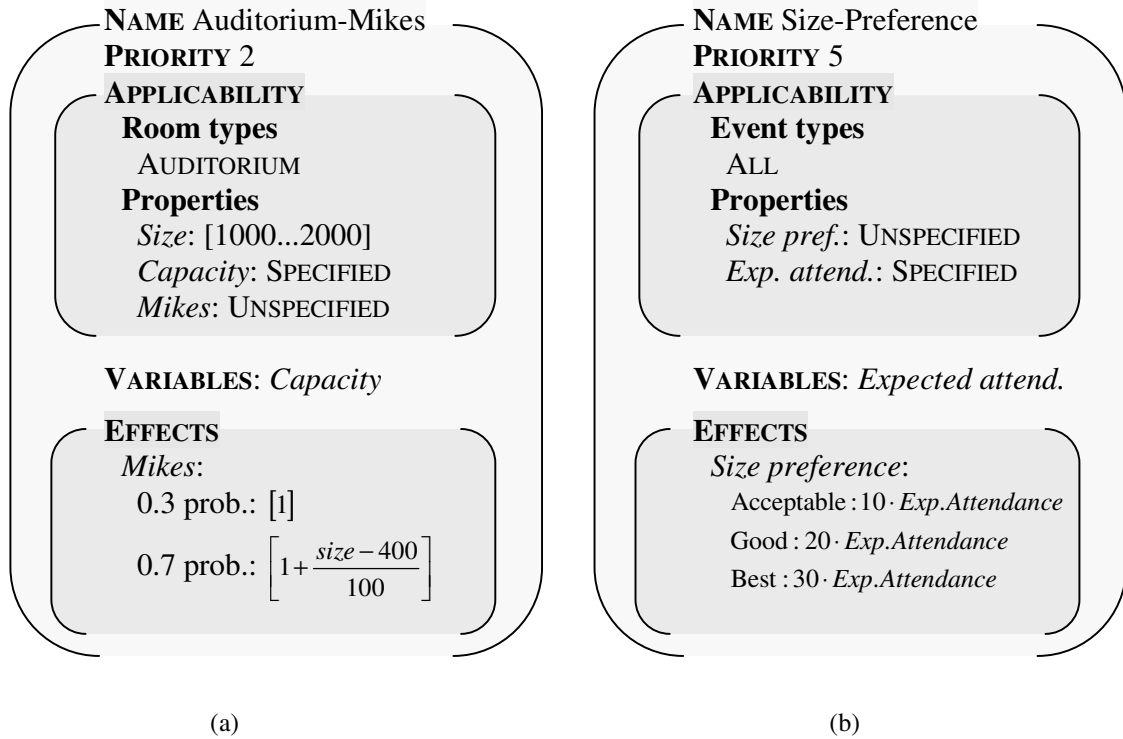 NAME Auditorium-Mikes
PRIORITY 2
APPLICABILITY
Room types
AUDITORIUM
Properties
Size: [1000...2000]
Capacity: SPECIFIED
Mikes: UNSPECIFIED
VARIABLES: Capacity
EFFECTS
Mikes:
0.3 prob.: [1]
0.7 prob.: [1 + (size − 400) / 100]
(a)
NAME Size-Preference
PRIORITY 5
APPLICABILITY
Event types
ALL
Properties
Size pref.: UNSPECIFIED
Exp. attend.: SPECIFIED
VARIABLES: Expected attend.
EFFECTS
Size preference:
Acceptable : 10 · Exp.Attendance
Good : 20 · Exp.Attendance
Best : 30 · Exp.Attendance
(b)